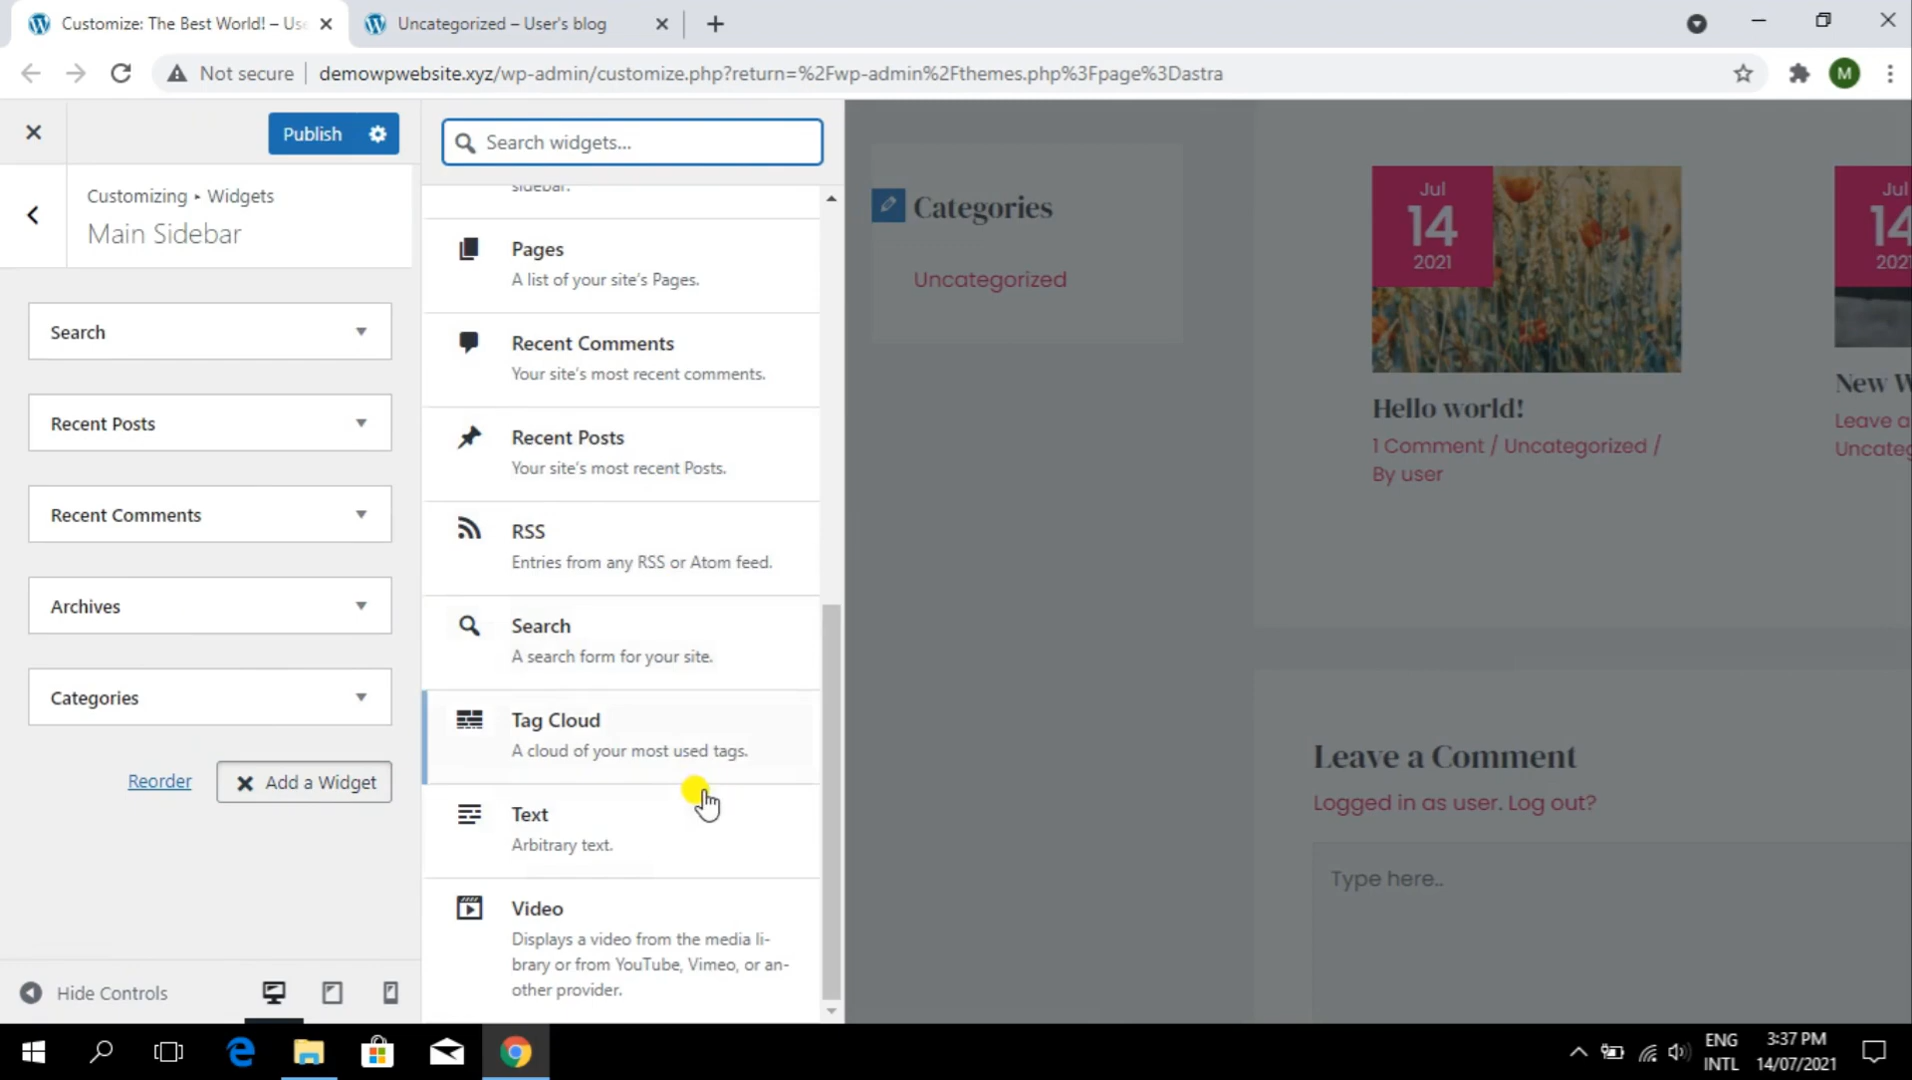 Customize: The Best World! – Use
Uncategorized – User's blog
Not secure
demowpwebsite.xyz/wp-admin/customize.php?return=%2Fwp-admin%2Fthemes.php%3Fpage%3Dastra
M
Publish
Customizing ▸ Widgets
Main Sidebar
Search
Recent Posts
Recent Comments
Archives
Categories
Reorder
Add a Widget
Hide Controls
Search widgets...
sidebar.
Pages
A list of your site's Pages.
Recent Comments
Your site's most recent comments.
Recent Posts
Your site's most recent Posts.
RSS
Entries from any RSS or Atom feed.
Search
A search form for your site.
Tag Cloud
A cloud of your most used tags.
Text
Arbitrary text.
Video
Displays a video from the media li-
brary or from YouTube, Vimeo, or an-
other provider.
Categories
Uncategorized
Jul
14
2021
Hello world!
1 Comment / Uncategorized /
By user
Jul
14
2021
New W
Leave a
Uncateg
Leave a Comment
Logged in as user. Log out?
Type here..
ENG
INTL
3:37 PM
14/07/2021